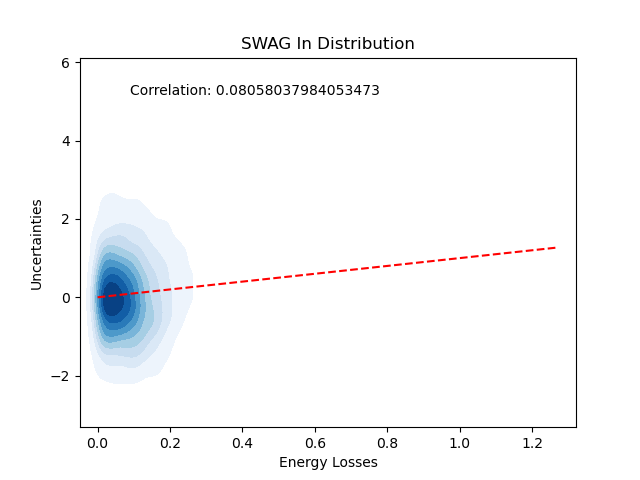 SWAG In Distribution
Correlation: 0.08058037984053473
6
4
2
0
−2
Uncertainties
0.0 0.2 0.4 0.6 0.8 1.0 1.2
Energy Losses